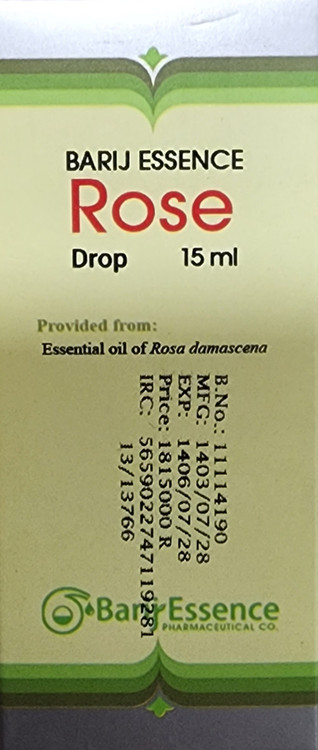 BARIJ ESSENCE
Rose
Drop 15 ml
Provided from:
Essential oil of Rosa damascena
B.No.: 11114190
MFG: 1403/07/28
EXP: 1406/07/28
Price: 1815000 R
IRC: 5659022747119281
13/13766
Barij Essence
PHARMACEUTICAL CO.